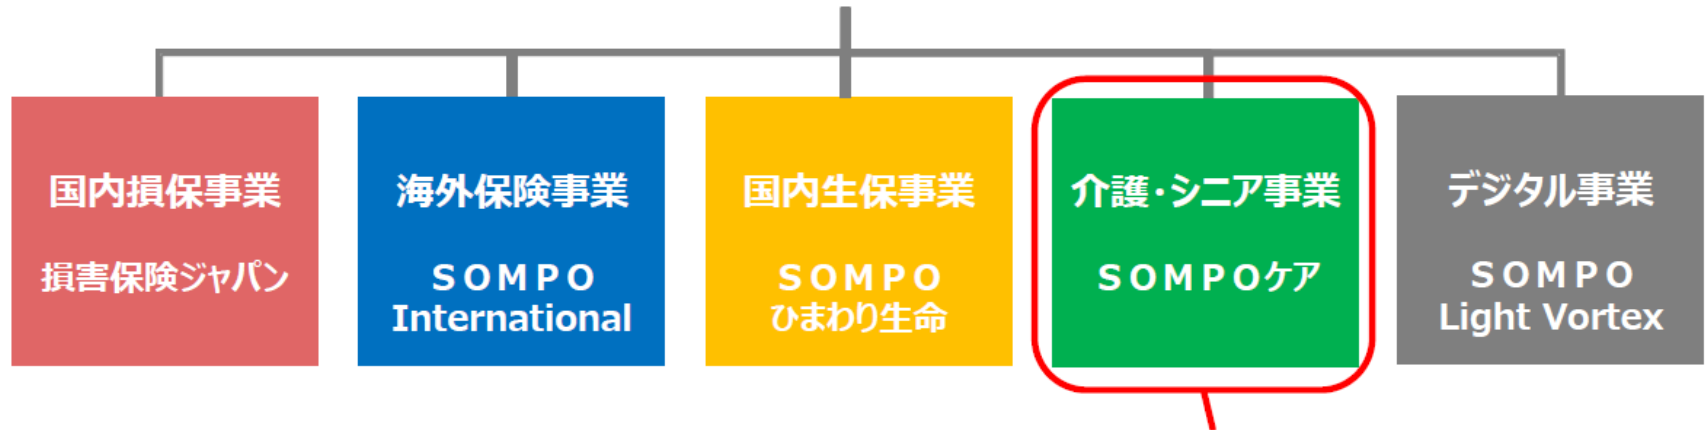 国内損保事業
損害保険ジャパン
海外保険事業
ＳＯＭＰＯ
International
国内生保事業
ＳＯＭＰＯ
ひまわり生命
介護・シニア事業
ＳＯＭＰＯケア
デジタル事業
ＳＯＭＰＯ
Light Vortex